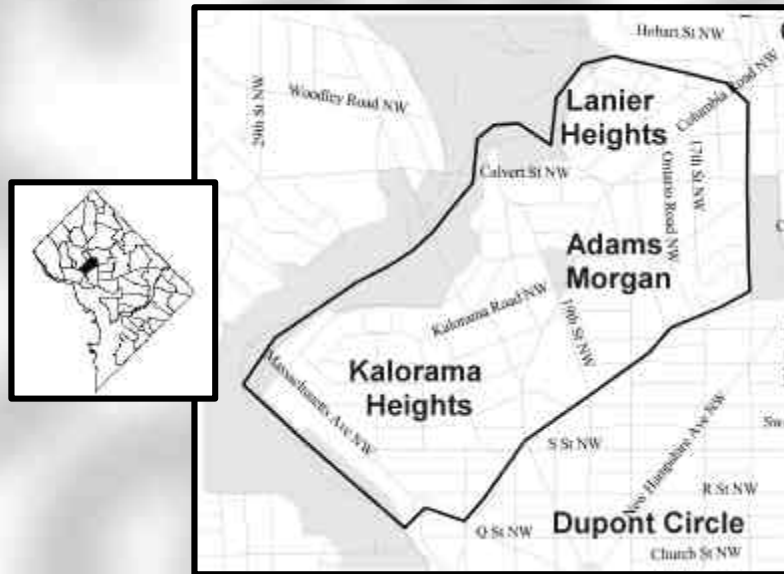 Hobart St NW
Woodley Road NW
29th St NW
Lanier
Heights
Columbia Road NW
Calvert St NW
Ontario Road NW
17th St NW
Adams
Morgan
Kalorama Road NW
19th St NW
Massachusetts Ave NW
Kalorama
Heights
S St NW
New Hampshire Ave NW
R St NW
Q St NW
Dupont Circle
Church St NW